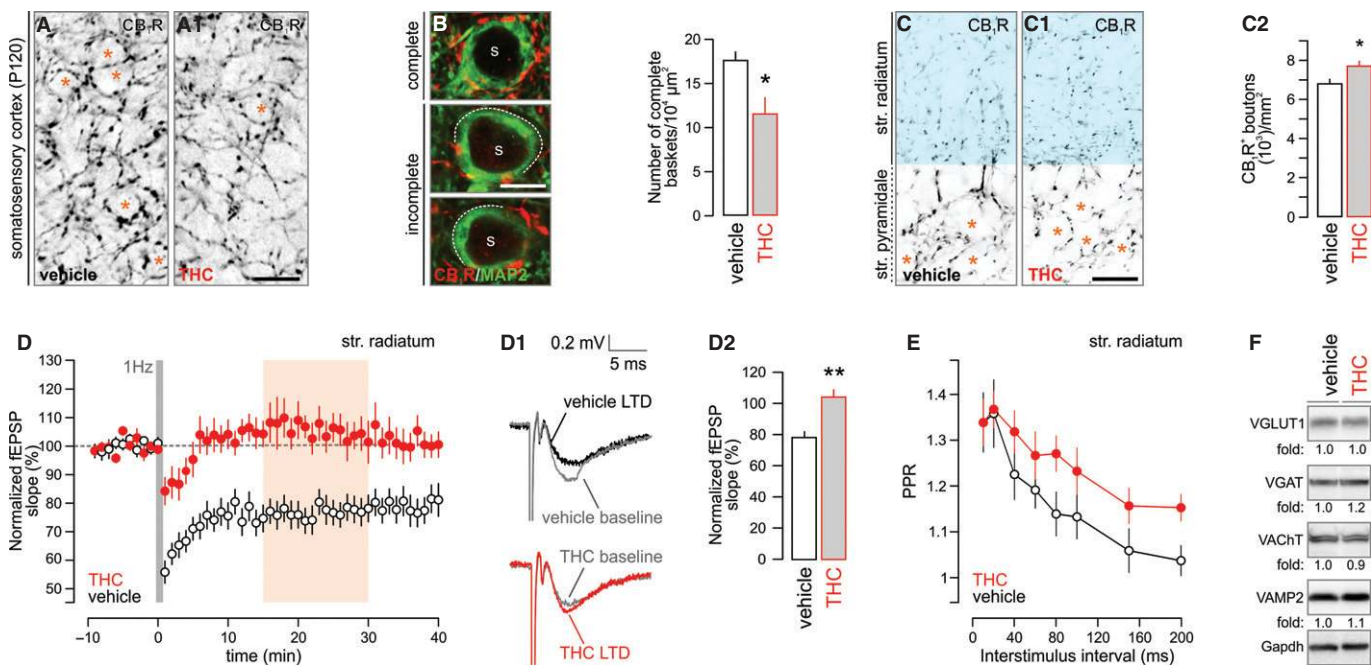 A
CB₁R
A1
CB₁R
somatosensory cortex (P120)
vehicle
THC
B
complete
incomplete
S
S
S
CB₁R/MAP2
Number of complete
baskets/10⁴ µm²
20
15
10
5
0
*
vehicle
THC
C
CB₁R
C1
CB₁R
str. radiatum
str. pyramidale
vehicle
THC
C2
CB₁R⁺ boutons
(10³)/mm²
8
6
4
2
0
*
vehicle
THC
D
str. radiatum
1Hz
Normalized fEPSP
slope (%)
130
120
110
100
90
80
70
60
50
THC
vehicle
–10
0
10
20
30
40
time (min)
D1
0.2 mV
5 ms
vehicle LTD
vehicle baseline
THC baseline
THC LTD
D2
Normalized fEPSP
slope (%)
120
100
80
60
40
20
0
**
vehicle
THC
E
str. radiatum
PPR
1.4
1.3
1.2
1.1
1
THC
vehicle
0
40
80
120
160
200
Interstimulus interval (ms)
F
vehicle
THC
VGLUT1
fold: 1.0 1.0
VGAT
fold: 1.0 1.2
VAChT
fold: 1.0 0.9
VAMP2
fold: 1.0 1.1
Gapdh